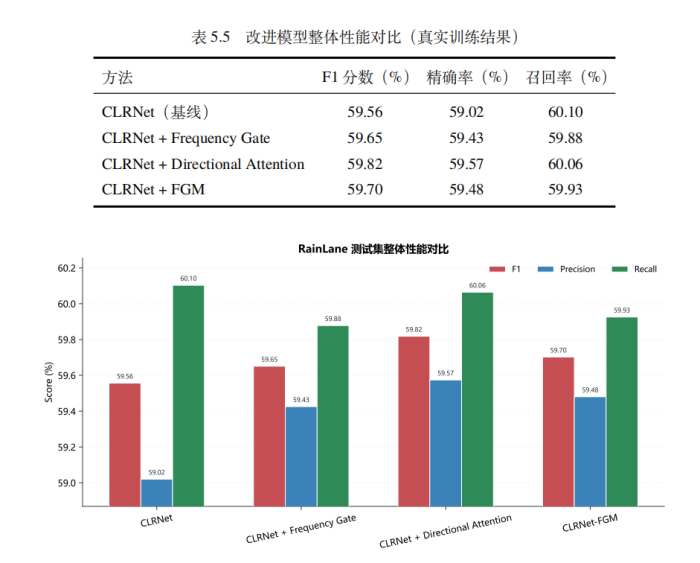 表 5.5 改进模型整体性能对比（真实训练结果）
方法 F1 分数（%） 精确率（%） 召回率（%）
CLRNet（基线） 59.56 59.02 60.10
CLRNet + Frequency Gate 59.65 59.43 59.88
CLRNet + Directional Attention 59.82 59.57 60.06
CLRNet + FGM 59.70 59.48 59.93
RainLane 测试集整体性能对比
F1 Precision Recall
Score (%)
60.2
60.0
59.8
59.6
59.4
59.2
59.0
59.56 59.02 60.10
59.65 59.43 59.88
59.82 59.57 60.06
59.70 59.48 59.93
CLRNet
CLRNet + Frequency Gate
CLRNet + Directional Attention
CLRNet-FGM